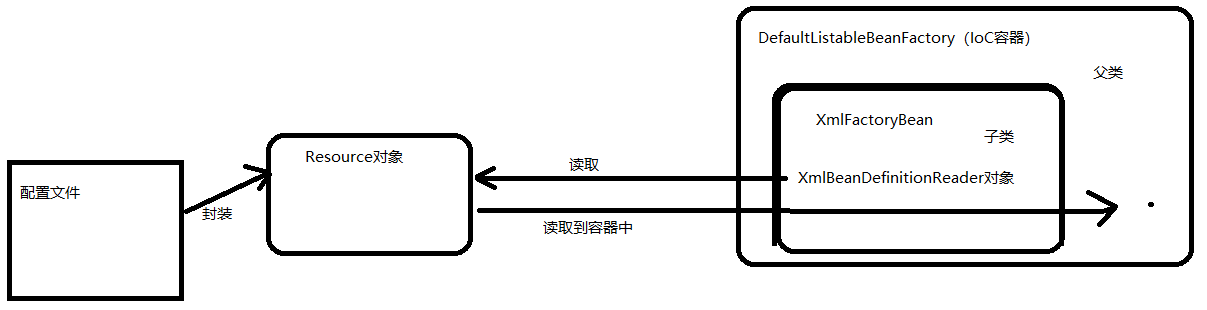 配置文件
封装
Resource对象
读取
读取到容器中
DefaultListableBeanFactory（IoC容器）
父类
XmlFactoryBean
子类
XmlBeanDefinitionReader对象